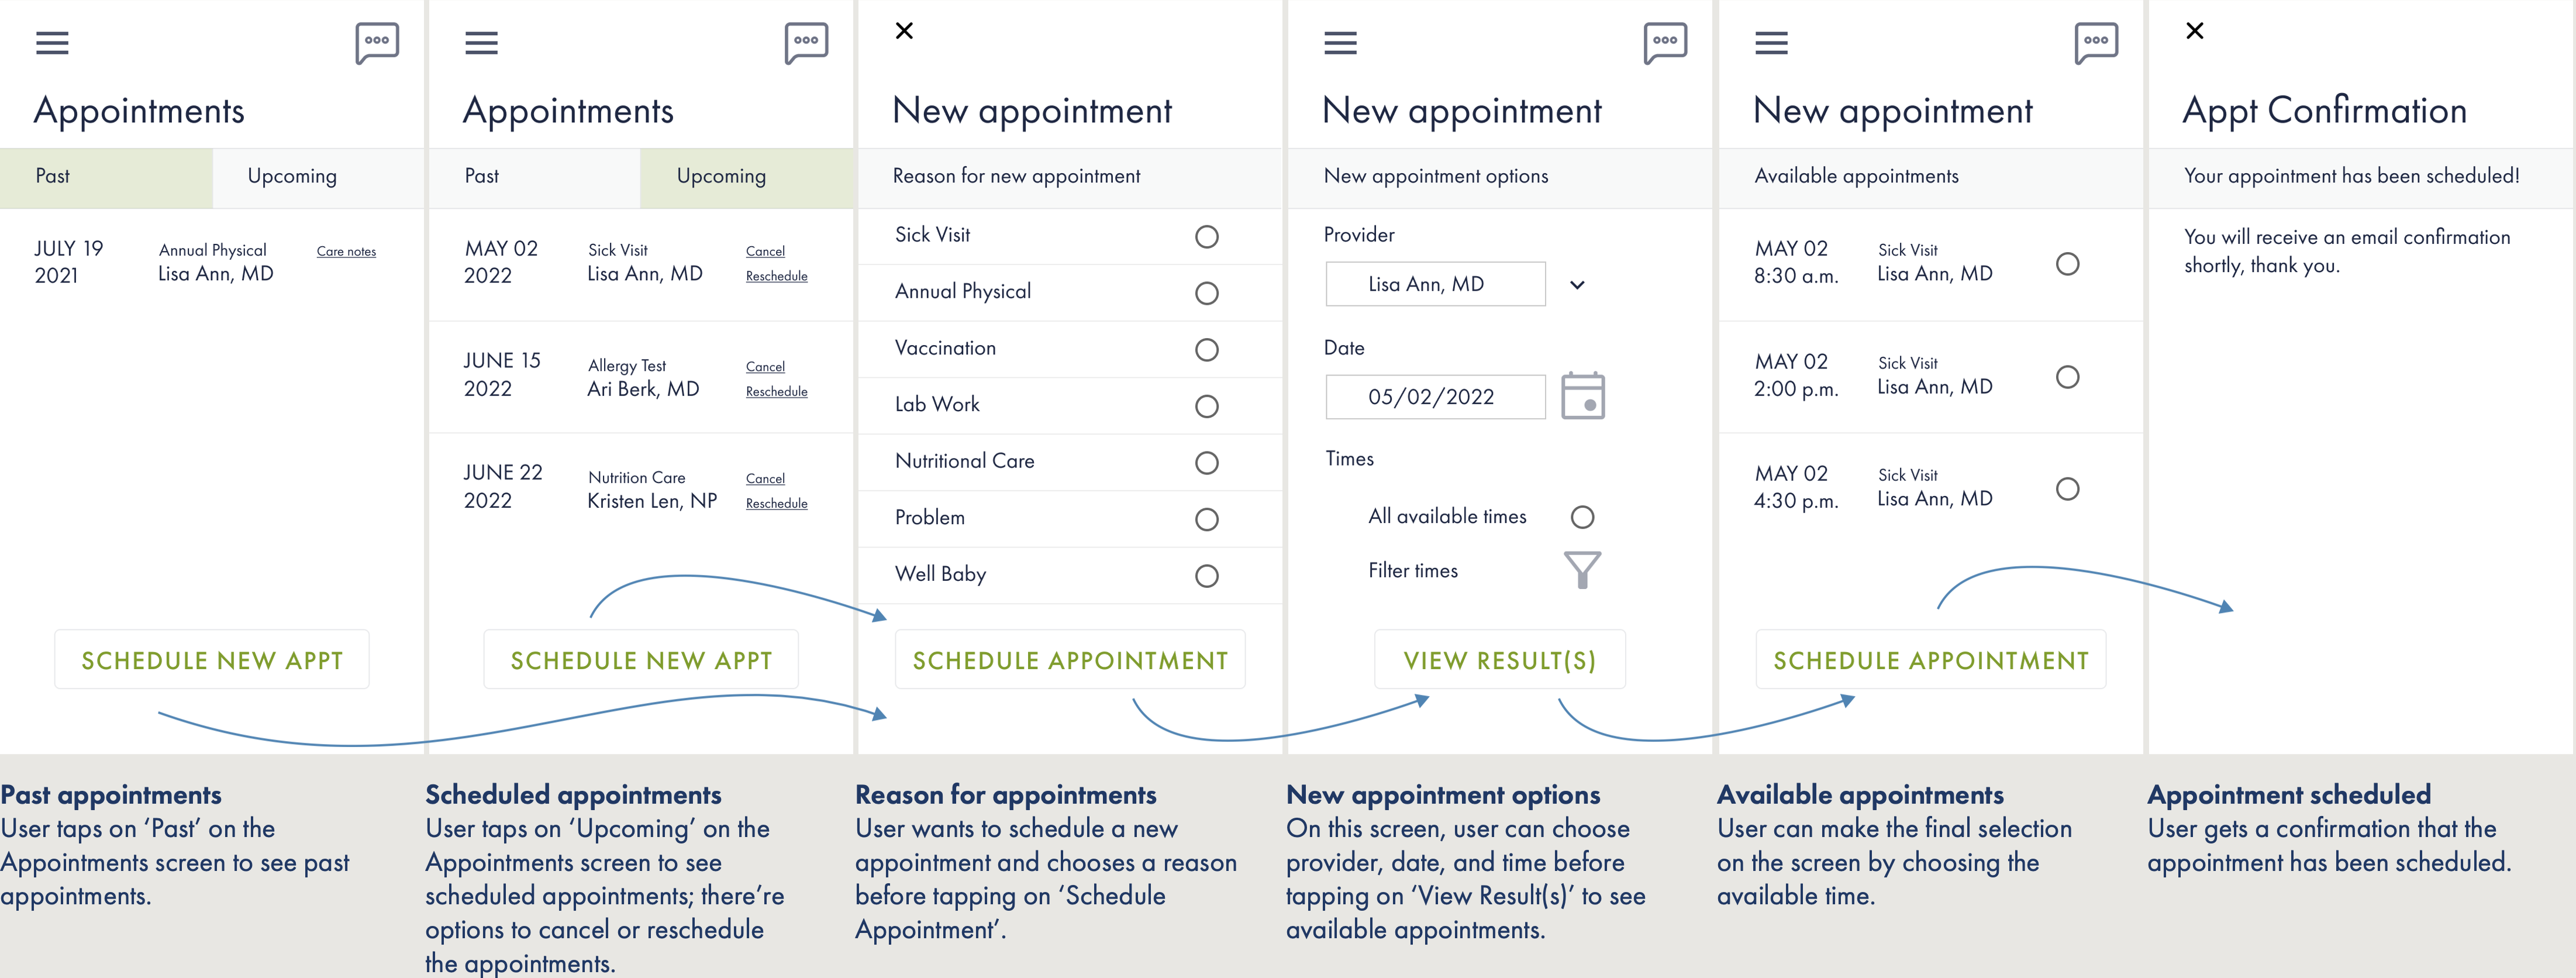 Appointments
Past
Upcoming
JULY 19
2021
Annual Physical
Lisa Ann, MD
Care notes
SCHEDULE NEW APPT
Past appointments
User taps on ‘Past’ on the
Appointments screen to see past
appointments.
Appointments
Past
Upcoming
MAY 02
2022
Sick Visit
Lisa Ann, MD
Cancel
Reschedule
JUNE 15
2022
Allergy Test
Ari Berk, MD
Cancel
Reschedule
JUNE 22
2022
Nutrition Care
Kristen Len, NP
Cancel
Reschedule
SCHEDULE NEW APPT
Scheduled appointments
User taps on ‘Upcoming’ on the
Appointments screen to see
scheduled appointments; there’re
options to cancel or reschedule
the appointments.
New appointment
Reason for new appointment
Sick Visit
Annual Physical
Vaccination
Lab Work
Nutritional Care
Problem
Well Baby
SCHEDULE APPOINTMENT
Reason for appointments
User wants to schedule a new
appointment and chooses a reason
before tapping on ‘Schedule
Appointment’.
New appointment
New appointment options
Provider
Lisa Ann, MD
Date
05/02/2022
Times
All available times
Filter times
VIEW RESULT(S)
New appointment options
On this screen, user can choose
provider, date, and time before
tapping on ‘View Result(s)’ to see
available appointments.
New appointment
Available appointments
MAY 02
8:30 a.m.
Sick Visit
Lisa Ann, MD
MAY 02
2:00 p.m.
Sick Visit
Lisa Ann, MD
MAY 02
4:30 p.m.
Sick Visit
Lisa Ann, MD
SCHEDULE APPOINTMENT
Available appointments
User can make the final selection
on the screen by choosing the
available time.
Appt Confirmation
Your appointment has been scheduled!
You will receive an email confirmation
shortly, thank you.
Appointment scheduled
User gets a confirmation that the
appointment has been scheduled.